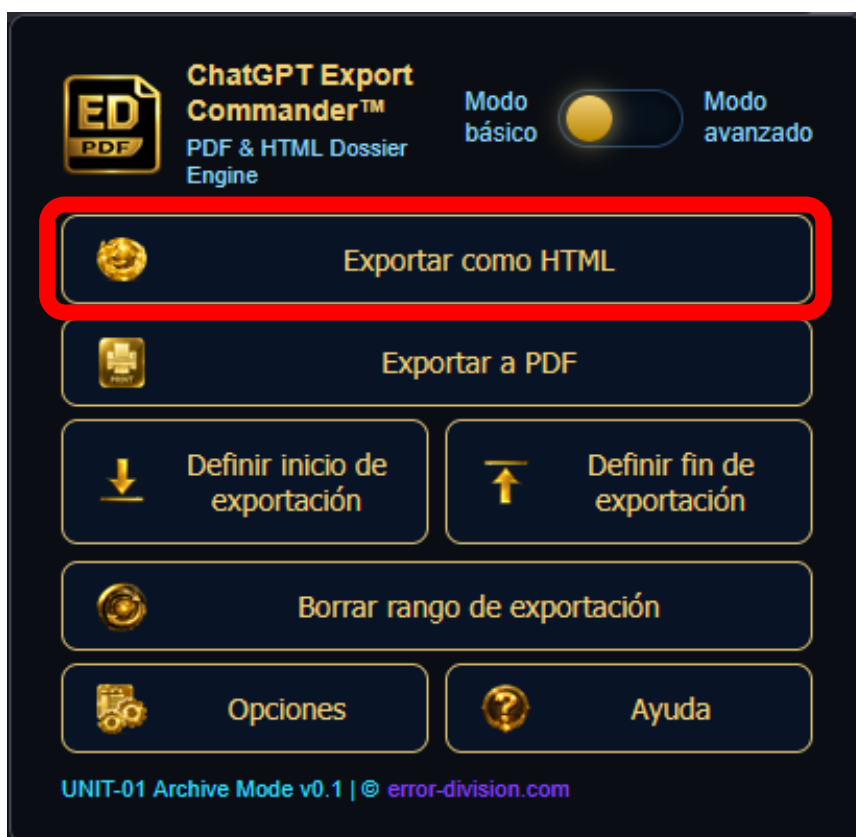 ED
PDF
ChatGPT Export
Commander™
PDF & HTML Dossier
Engine
Modo
básico
Modo
avanzado
Exportar como HTML
PRINT
Exportar a PDF
Definir inicio de
exportación
Definir fin de
exportación
Borrar rango de exportación
Opciones
Ayuda
UNIT-01 Archive Mode v0.1 | © error-division.com